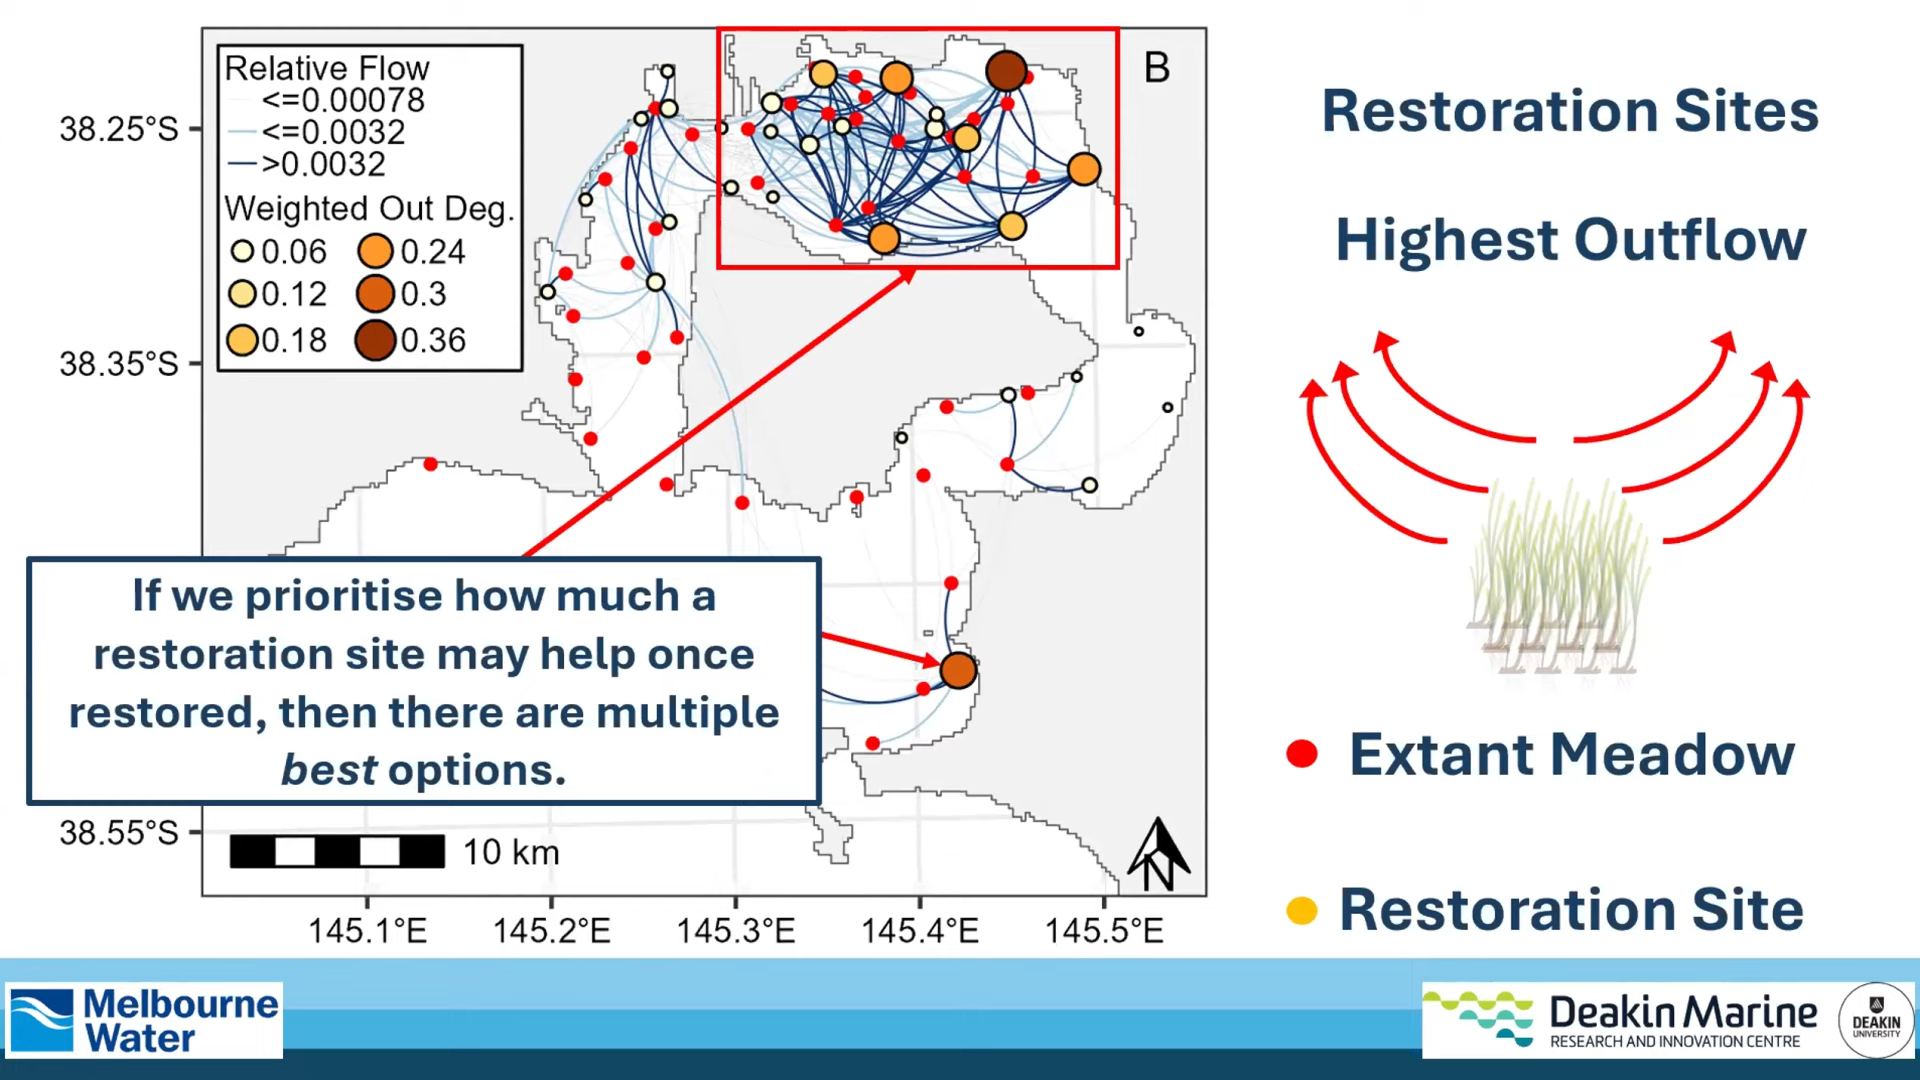 Relative Flow
<=0.00078
<=0.0032
>0.0032
Weighted Out Deg.
0.06
0.24
0.12
0.3
0.18
0.36
B
38.25°S
38.35°S
38.55°S
145.1°E
145.2°E
145.3°E
145.4°E
145.5°E
10 km
N
If we prioritise how much a
restoration site may help once
restored, then there are multiple
best options.
Restoration Sites
Highest Outflow
Extant Meadow
Restoration Site
Melbourne
Water
Deakin Marine
RESEARCH AND INNOVATION CENTRE
DEAKIN
UNIVERSITY